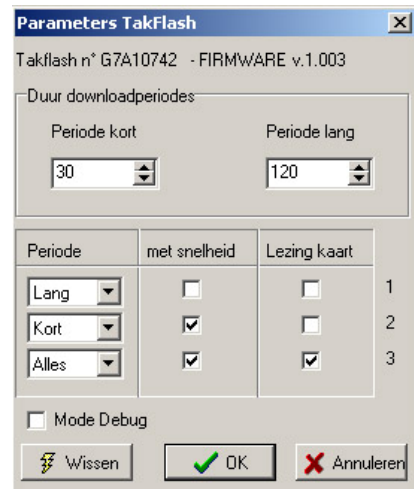 Parameters TakFlash
Takflash n° G7A10742 - FIRMWARE v.1.003
Duur downloadperiodes
Periode kort Periode lang
30 120
Periode met snelheid Lezing kaart
Lang 1
Kort 2
Alles 3
Mode Debug
Wissen OK Annuleren